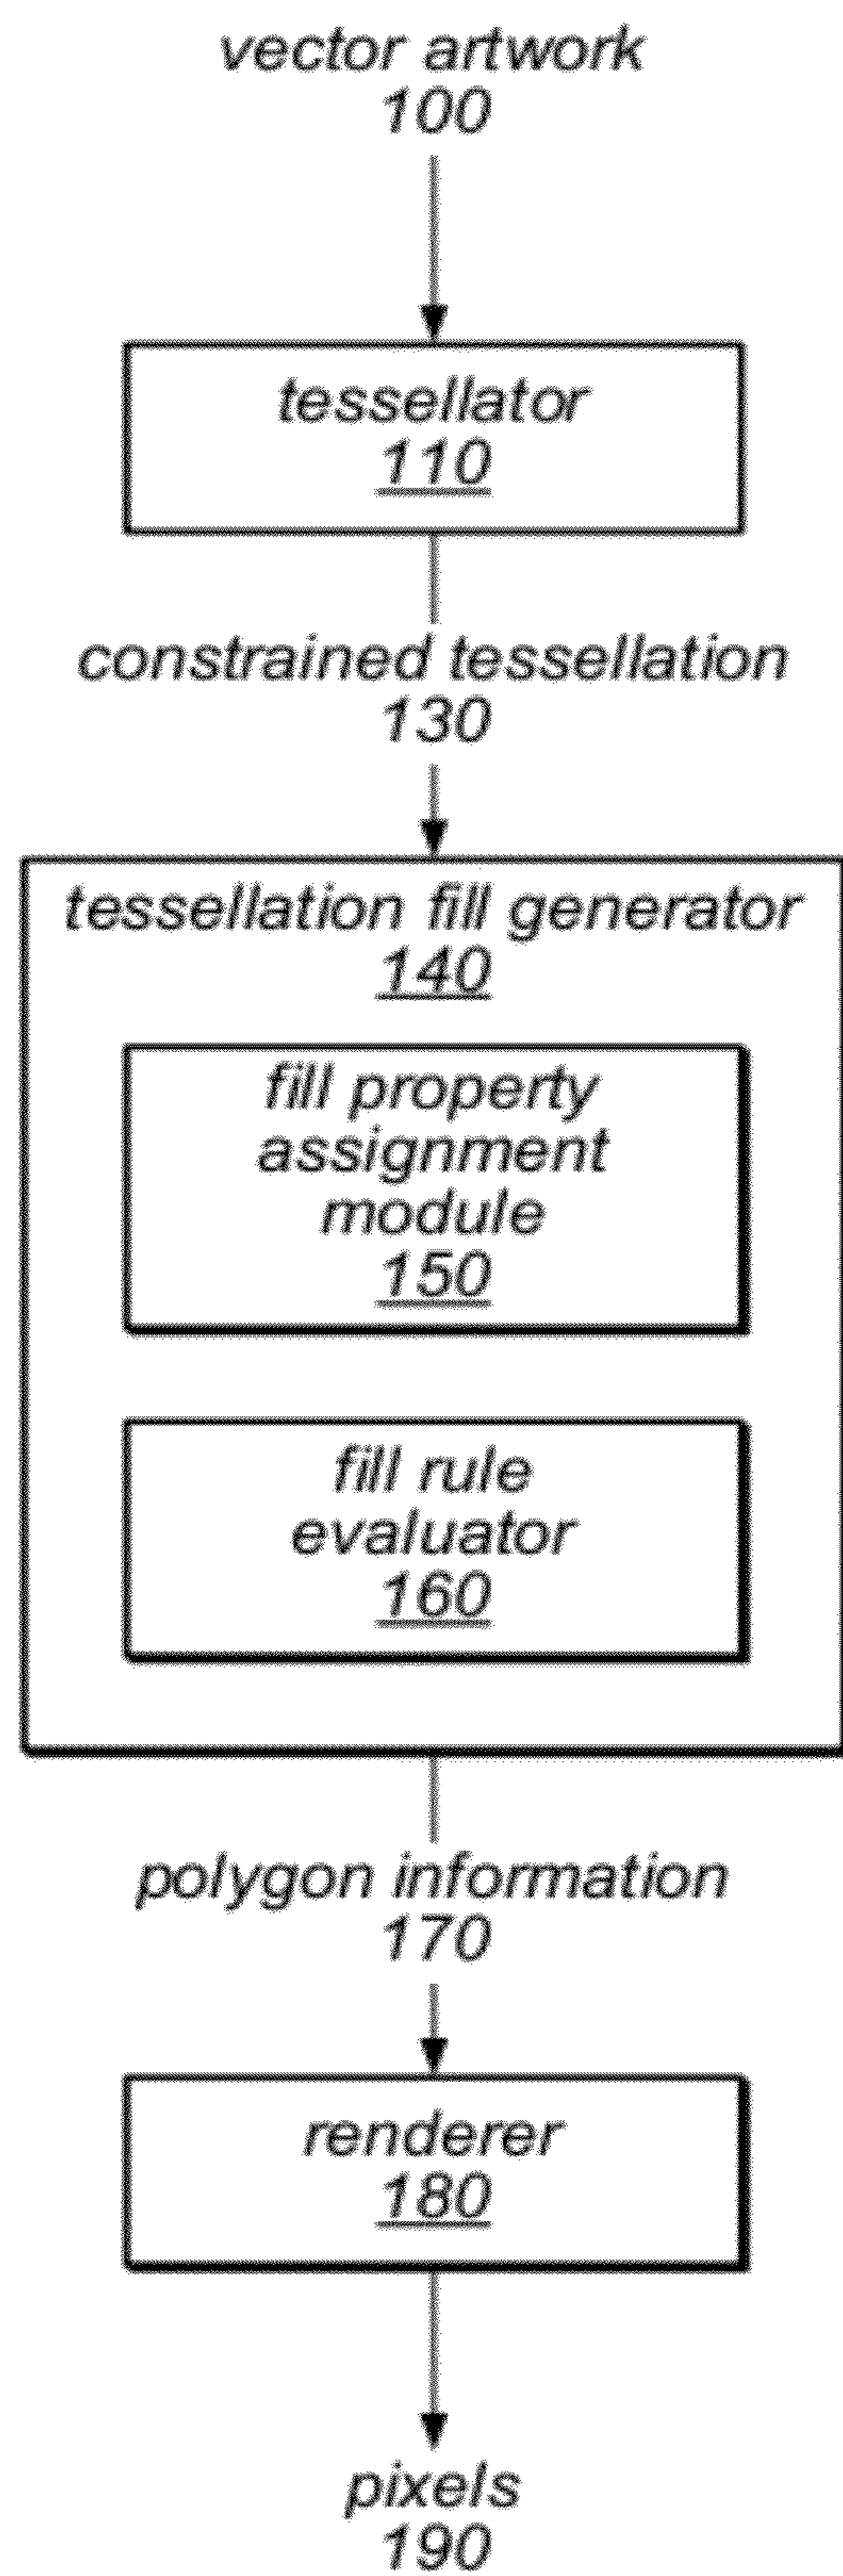 vector artwork
100
tessellator
110
constrained tessellation
130
tessellation fill generator
140
fill property
assignment
module
150
fill rule
evaluator
160
polygon information
170
renderer
180
pixels
190